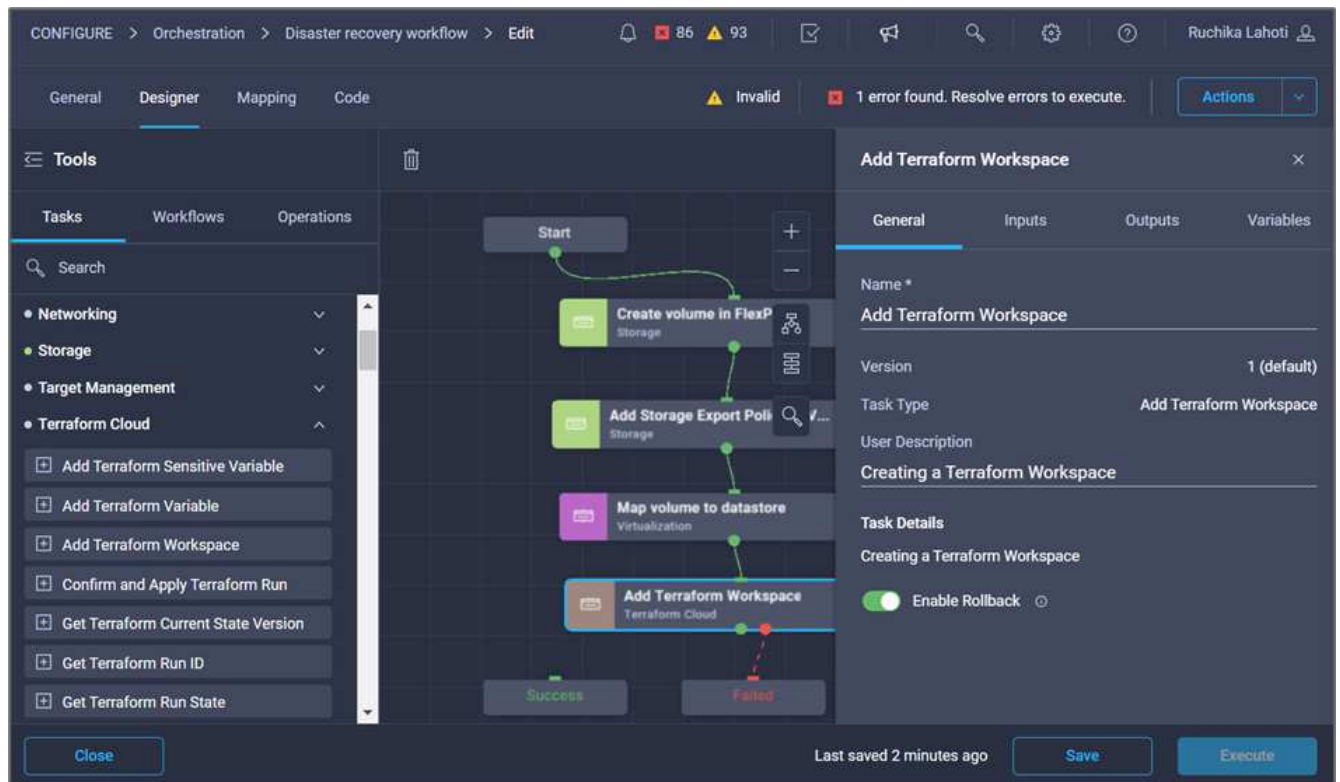 CONFIGURE > Orchestration > Disaster recovery workflow > Edit 86 93 Ruchika Lahoti
General Designer Mapping Code Invalid 1 error found. Resolve errors to execute. Actions
Tools
Tasks Workflows Operations
Search
Networking
Storage
Target Management
Terraform Cloud
Add Terraform Sensitive Variable
Add Terraform Variable
Add Terraform Workspace
Confirm and Apply Terraform Run
Get Terraform Current State Version
Get Terraform Run ID
Get Terraform Run State
Start
Create volume in FlexP
Storage
Add Storage Export Poli V...
Storage
Map volume to datastore
Virtualization
Add Terraform Workspace
Terraform Cloud
Success Failed
Add Terraform Workspace
General Inputs Outputs Variables
Name *
Add Terraform Workspace
Version 1 (default)
Task Type Add Terraform Workspace
User Description
Creating a Terraform Workspace
Task Details
Creating a Terraform Workspace
Enable Rollback
Close Last saved 2 minutes ago Save Execute